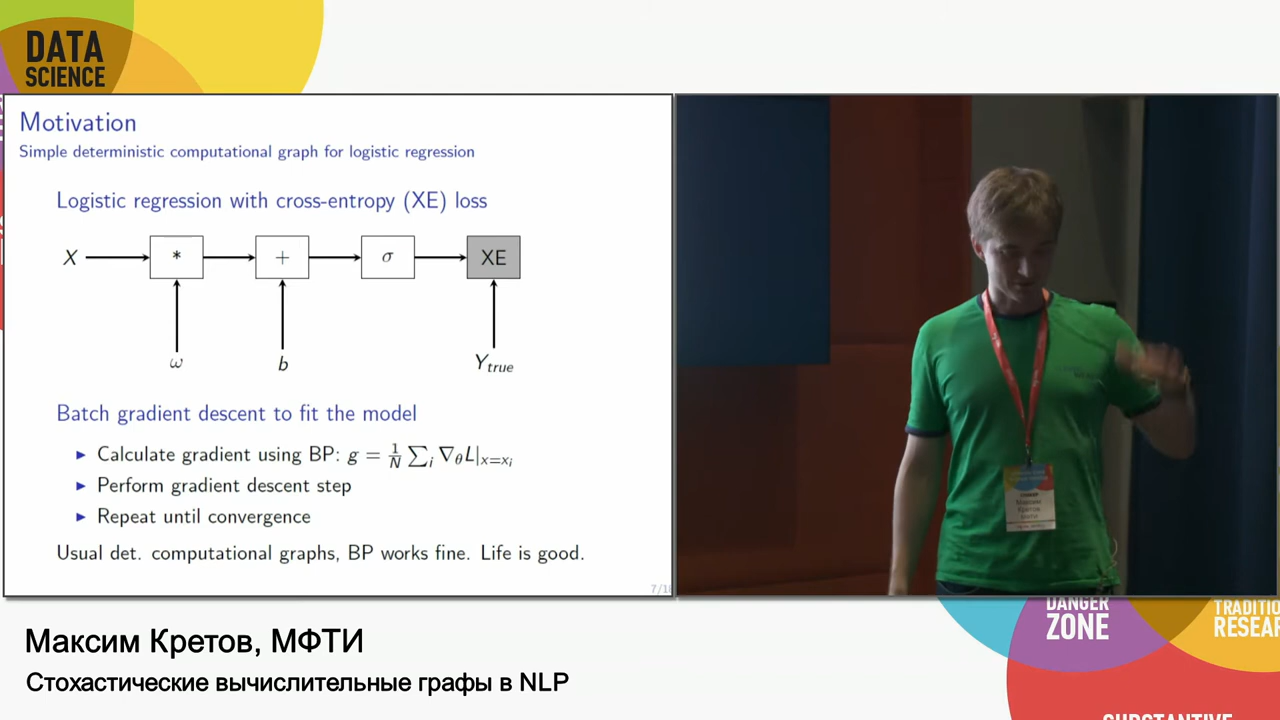 DATA
SCIENCE
Motivation
Simple deterministic computational graph for logistic regression
Logistic regression with cross-entropy (XE) loss
X * + σ XE
ω b Y_true
Batch gradient descent to fit the model
► Calculate gradient using BP: g = 1/N ∑_i ∇_θ L|_{x=x_i}
► Perform gradient descent step
► Repeat until convergence
Usual det. computational graphs, BP works fine. Life is good.
Максим
Кретов
DANGER
ZONE
TRADITIO
RESEAR
Максим Кретов, МФТИ
Стохастические вычислительные графы в NLP
SUBSTANTIVE